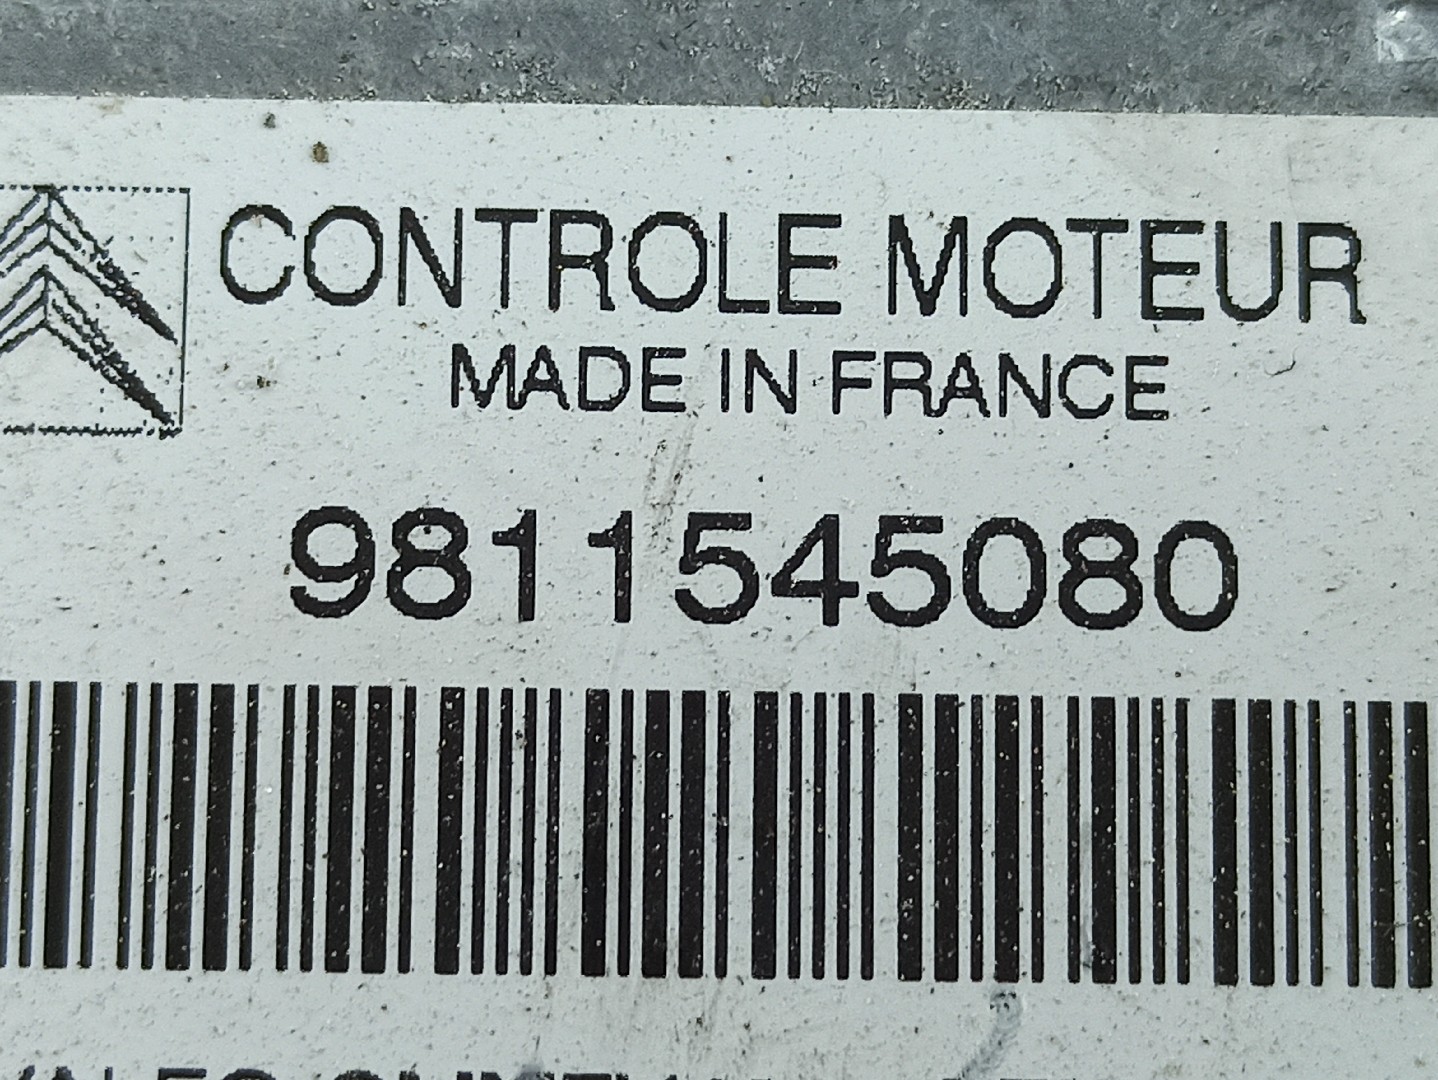 CONTROLE MOTEUR
MADE IN FRANCE
9811545080